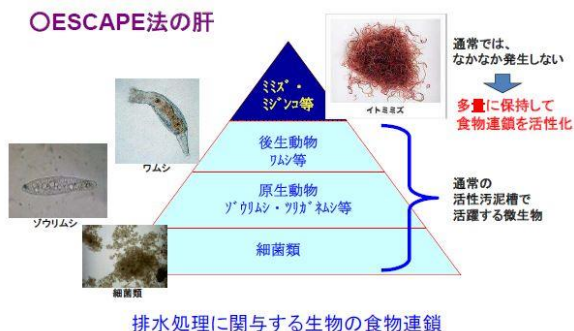 〇ESCAPE法の肝
通常では、
なかなか発生しない
多量に保持して
食物連鎖を活性化
イトミミズ
ミミズ・
ミジンコ等
ワムシ
後生動物
ワムシ等
ゾウリムシ
原生動物
ゾウリムシ・ツリガネムシ等
通常の
活性汚泥槽で
活躍する微生物
細菌類
細菌類
排水処理に関与する生物の食物連鎖